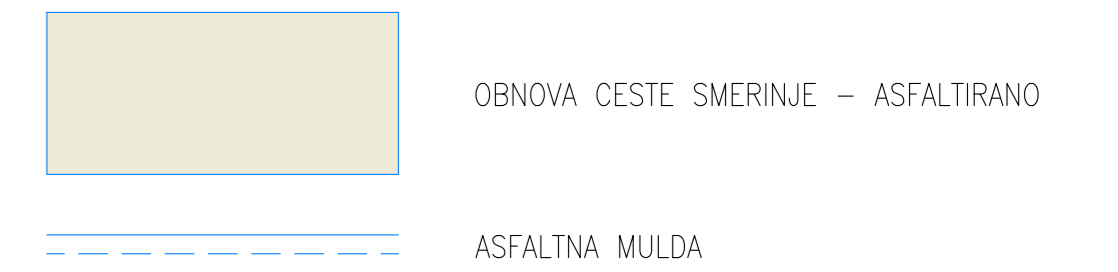 OBNOVA CESTE SMERINJE – ASFALTIRANO
ASFALTNA MULDA